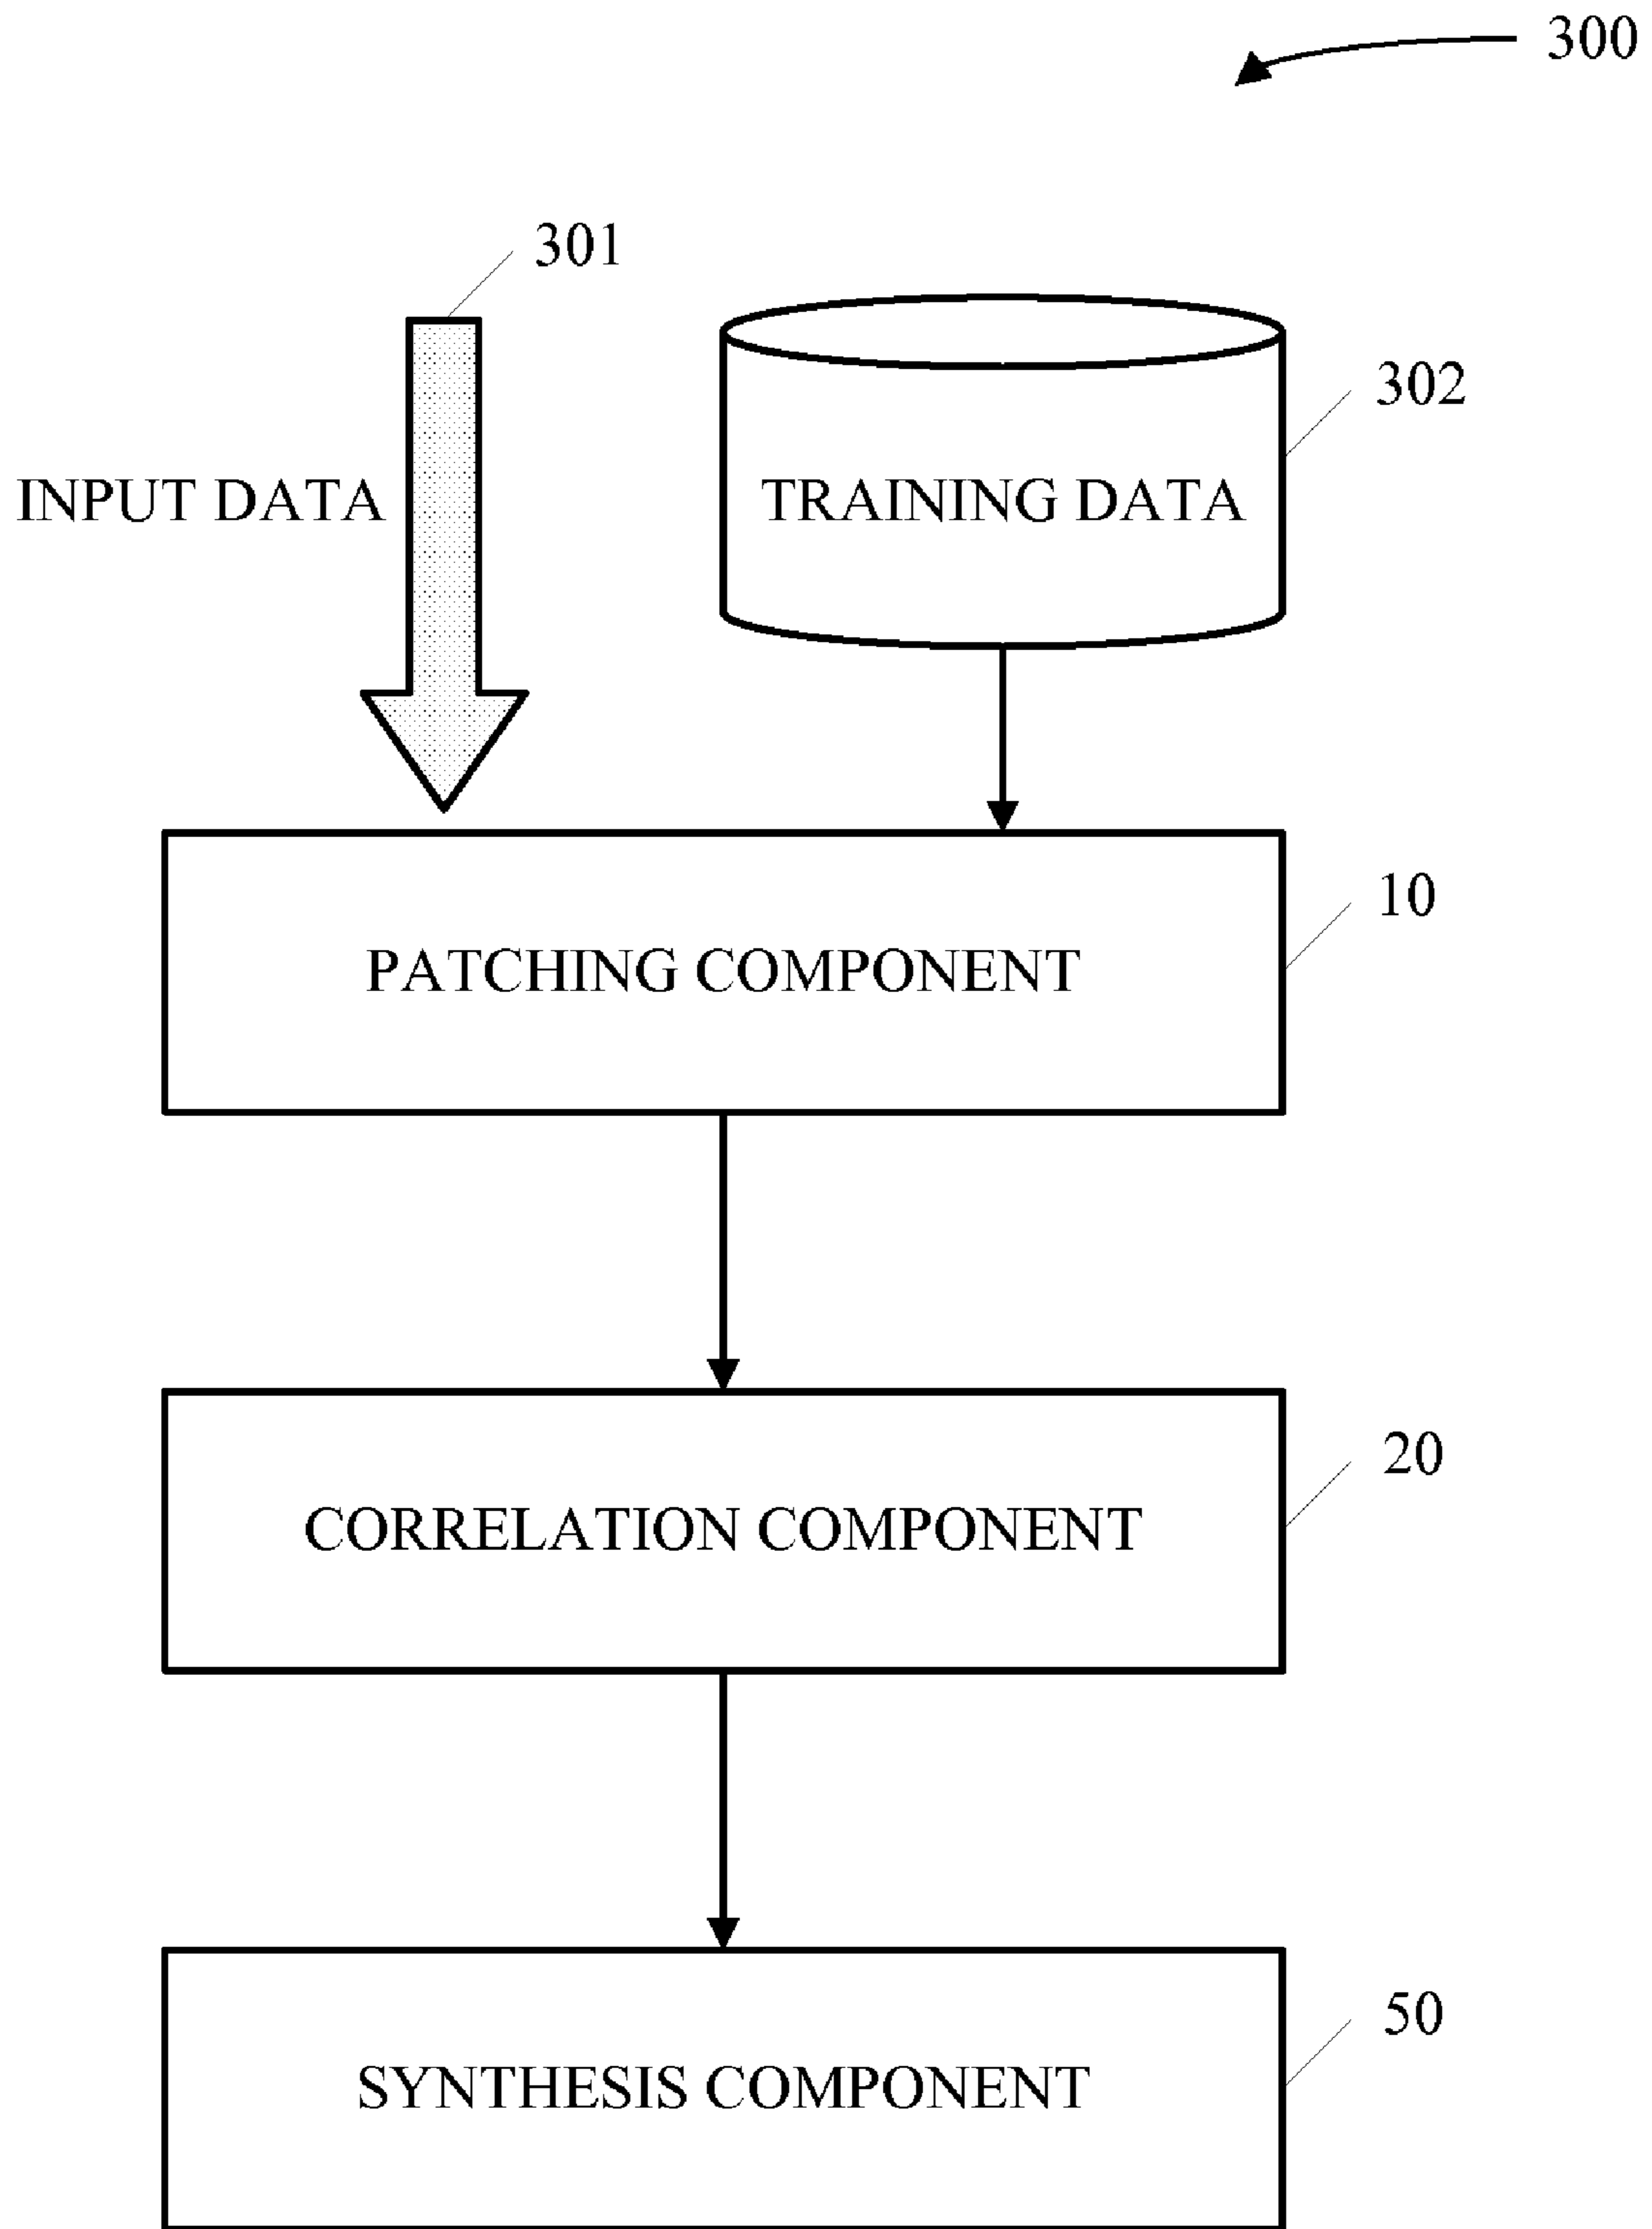 300
301
302
INPUT DATA
TRAINING DATA
10
PATCHING COMPONENT
20
CORRELATION COMPONENT
50
SYNTHESIS COMPONENT